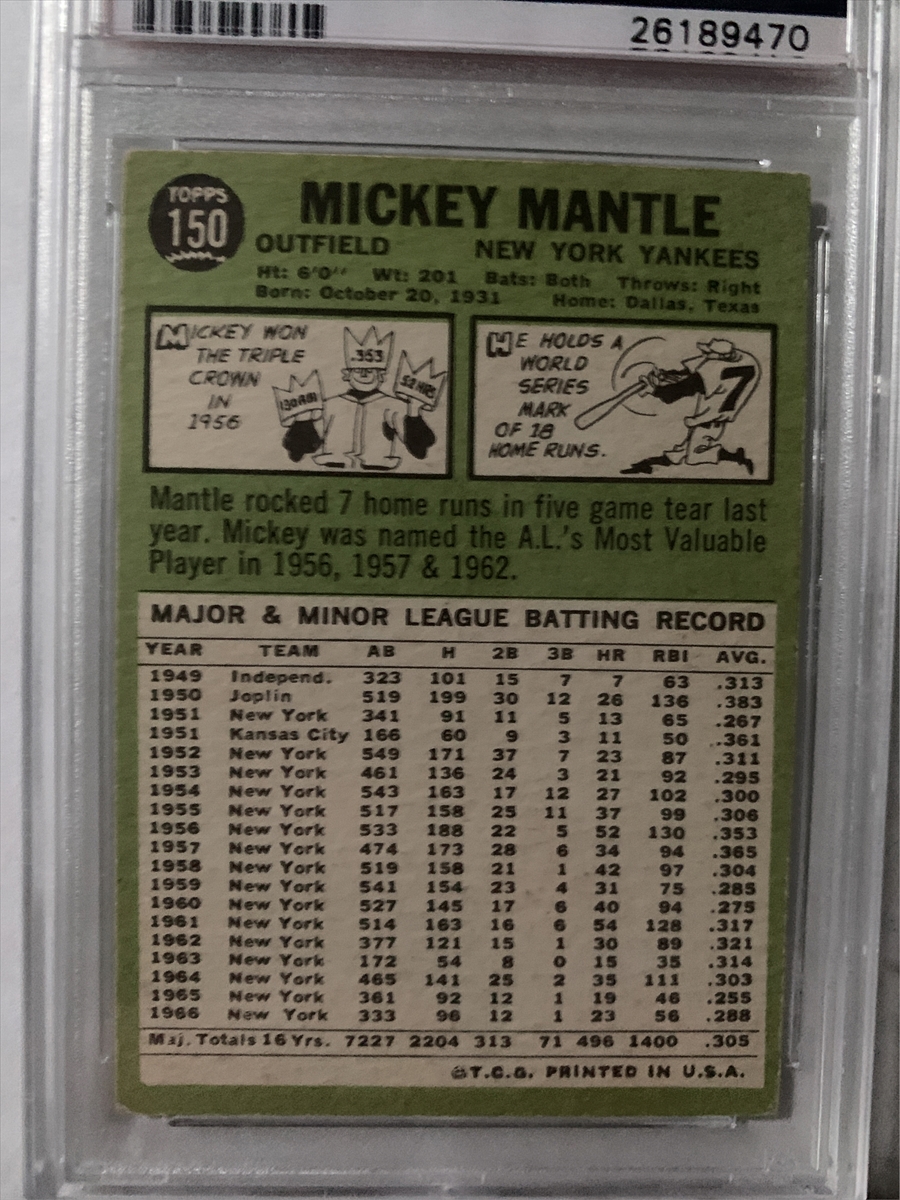 26189470
TOPPS
150
MICKEY MANTLE
OUTFIELD NEW YORK YANKEES
Ht: 6'0'' Wt: 201 Bats: Both Throws: Right
Born: October 20, 1931 Home: Dallas, Texas
MICKEY WON
THE TRIPLE
CROWN
IN
1956
.353
130 RBI
52 HRS
HE HOLDS A
WORLD
SERIES
MARK
OF 18
HOME RUNS.
7
Mantle rocked 7 home runs in five game tear last
year. Mickey was named the A.L.'s Most Valuable
Player in 1956, 1957 & 1962.
MAJOR & MINOR LEAGUE BATTING RECORD
YEAR TEAM AB H 2B 3B HR RBI AVG.
1949 Independ. 323 101 15 7 7 63 .313
1950 Joplin 519 199 30 12 26 136 .383
1951 New York 341 91 11 5 13 65 .267
1951 Kansas City 166 60 9 3 11 50 .361
1952 New York 549 171 37 7 23 87 .311
1953 New York 461 136 24 3 21 92 .295
1954 New York 543 163 17 12 27 102 .300
1955 New York 517 158 25 11 37 99 .306
1956 New York 533 188 22 5 52 130 .353
1957 New York 474 173 28 6 34 94 .365
1958 New York 519 158 21 1 42 97 .304
1959 New York 541 154 23 4 31 75 .285
1960 New York 527 145 17 6 40 94 .275
1961 New York 514 163 16 6 54 128 .317
1962 New York 377 121 15 1 30 89 .321
1963 New York 172 54 8 0 15 35 .314
1964 New York 465 141 25 2 35 111 .303
1965 New York 361 92 12 1 19 46 .255
1966 New York 333 96 12 1 23 56 .288
Maj. Totals 16 Yrs. 7227 2204 313 71 496 1400 .305
©T.C.G. PRINTED IN U.S.A.